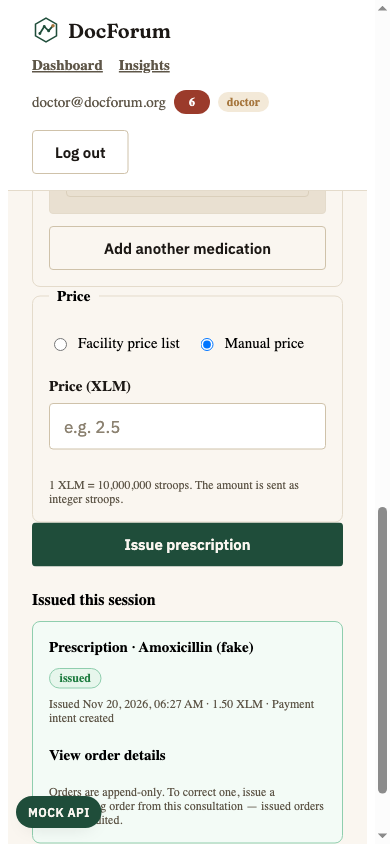 DocForum
Dashboard Insights
doctor@docforum.org 6 doctor
Log out
Add another medication
Price
Facility price list Manual price
Price (XLM)
e.g. 2.5
1 XLM = 10,000,000 stroops. The amount is sent as
integer stroops.
Issue prescription
Issued this session
Prescription · Amoxicillin (fake)
issued
Issued Nov 20, 2026, 06:27 AM · 1.50 XLM · Payment
intent created
View order details
Orders are append-only. To correct one, issue a
order from this consultation — issued orders
MOCK API